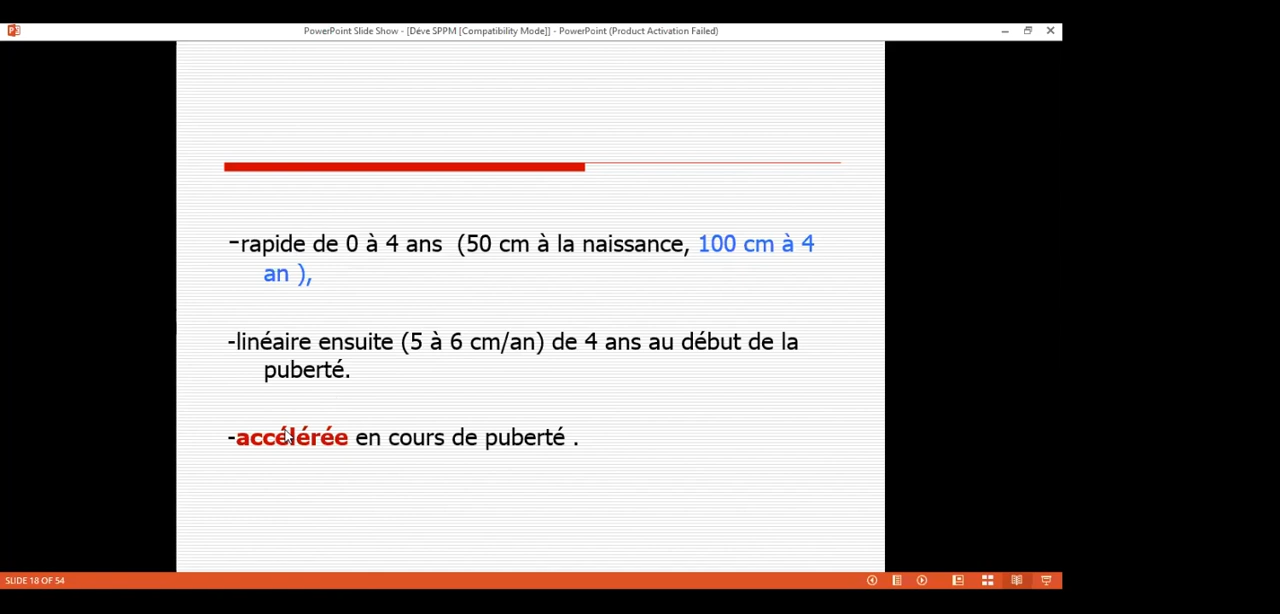 PowerPoint Slide Show - [Déve SPPM [Compatibility Mode]] - PowerPoint (Product Activation Failed)
-rapide de 0 à 4 ans (50 cm à la naissance, 100 cm à 4
an ),
-linéaire ensuite (5 à 6 cm/an) de 4 ans au début de la
puberté.
-accélérée en cours de puberté .
SLIDE 18 OF 54